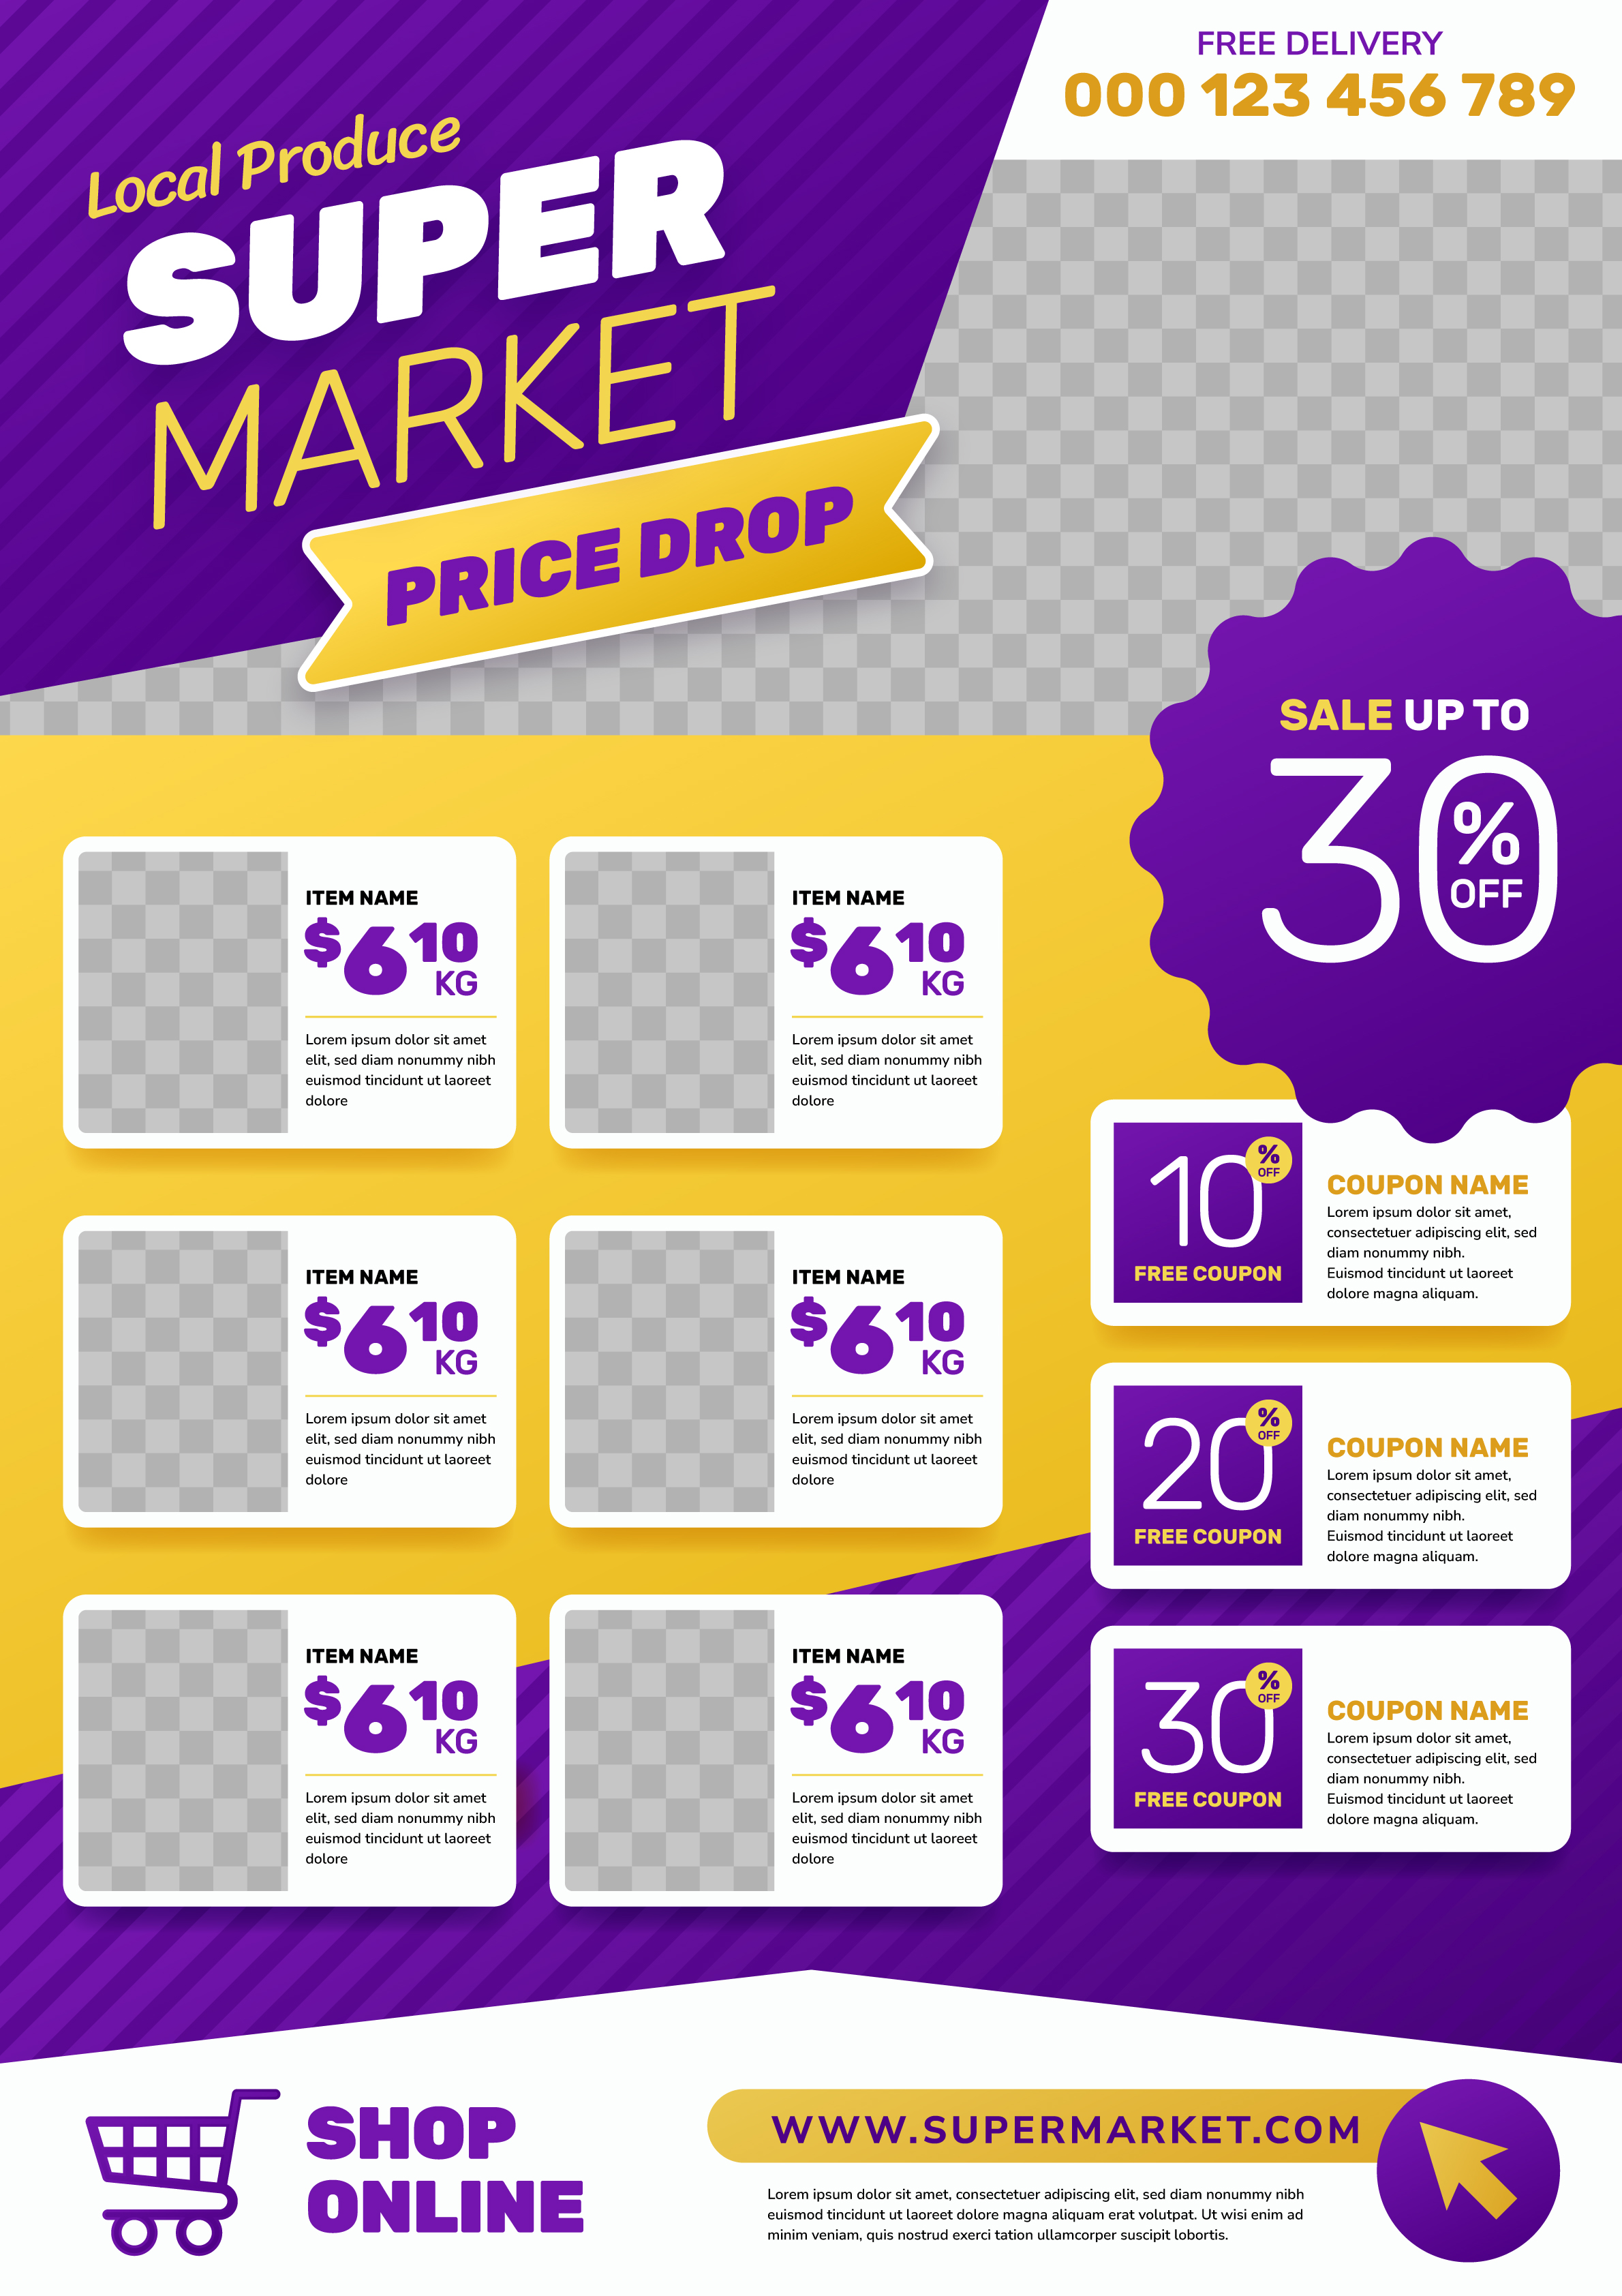 FREE DELIVERY
000 123 456 789
Local Produce
SUPER
MARKET
PRICE DROP
SALE UP TO
30
%
OFF
ITEM NAME
$6 10
KG
Lorem ipsum dolor sit amet
elit, sed diam nonummy nibh
euismod tincidunt ut laoreet
dolore
ITEM NAME
$6 10
KG
Lorem ipsum dolor sit amet
elit, sed diam nonummy nibh
euismod tincidunt ut laoreet
dolore
ITEM NAME
$6 10
KG
Lorem ipsum dolor sit amet
elit, sed diam nonummy nibh
euismod tincidunt ut laoreet
dolore
ITEM NAME
$6 10
KG
Lorem ipsum dolor sit amet
elit, sed diam nonummy nibh
euismod tincidunt ut laoreet
dolore
ITEM NAME
$6 10
KG
Lorem ipsum dolor sit amet
elit, sed diam nonummy nibh
euismod tincidunt ut laoreet
dolore
ITEM NAME
$6 10
KG
Lorem ipsum dolor sit amet
elit, sed diam nonummy nibh
euismod tincidunt ut laoreet
dolore
10
%
OFF
FREE COUPON
COUPON NAME
Lorem ipsum dolor sit amet,
consectetuer adipiscing elit, sed
diam nonummy nibh.
Euismod tincidunt ut laoreet
dolore magna aliquam.
20
%
OFF
FREE COUPON
COUPON NAME
Lorem ipsum dolor sit amet,
consectetuer adipiscing elit, sed
diam nonummy nibh.
Euismod tincidunt ut laoreet
dolore magna aliquam.
30
%
OFF
FREE COUPON
COUPON NAME
Lorem ipsum dolor sit amet,
consectetuer adipiscing elit, sed
diam nonummy nibh.
Euismod tincidunt ut laoreet
dolore magna aliquam.
SHOP
ONLINE
WWW.SUPERMARKET.COM
Lorem ipsum dolor sit amet, consectetuer adipiscing elit, sed diam nonummy nibh
euismod tincidunt ut laoreet dolore magna aliquam erat volutpat. Ut wisi enim ad
minim veniam, quis nostrud exerci tation ullamcorper suscipit lobortis.